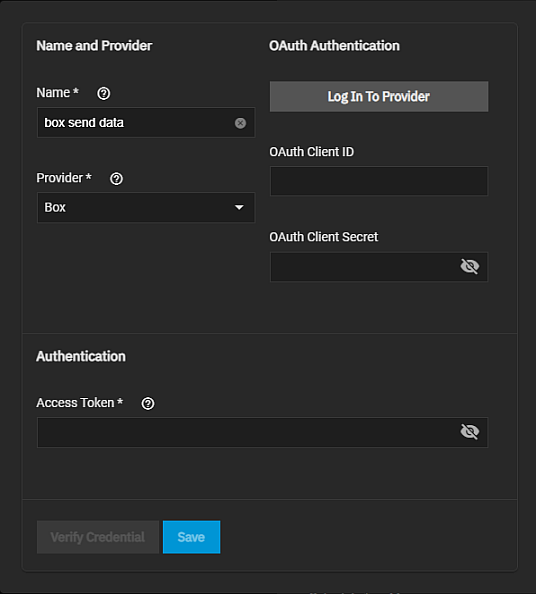 Name and Provider
Name *
box send data
Provider *
Box
OAuth Authentication
Log In To Provider
OAuth Client ID
OAuth Client Secret
Authentication
Access Token *
Verify Credential
Save